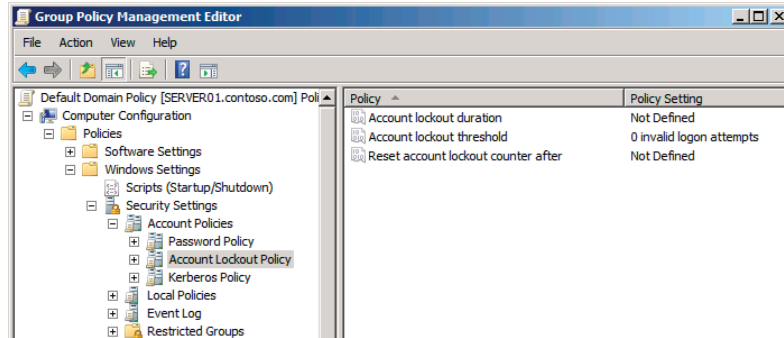 Group Policy Management Editor
File Action View Help
Default Domain Policy [SERVER01.contoso.com] Poli
Computer Configuration
Policies
Software Settings
Windows Settings
Scripts (Startup/Shutdown)
Security Settings
Account Policies
Password Policy
Account Lockout Policy
Kerberos Policy
Local Policies
Event Log
Restricted Groups
Policy Policy Setting
Account lockout duration Not Defined
Account lockout threshold 0 invalid logon attempts
Reset account lockout counter after Not Defined